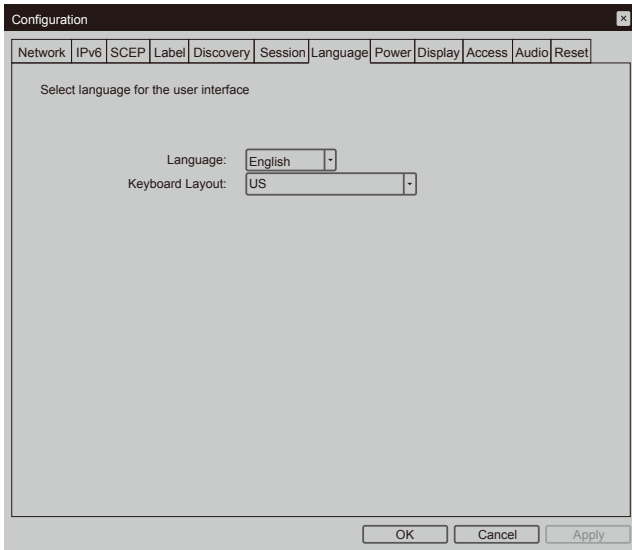 Configuration
Network IPv6 SCEP Label Discovery Session Language Power Display Access Audio Reset
Select language for the user interface
Language: English
Keyboard Layout: US
OK Cancel Apply